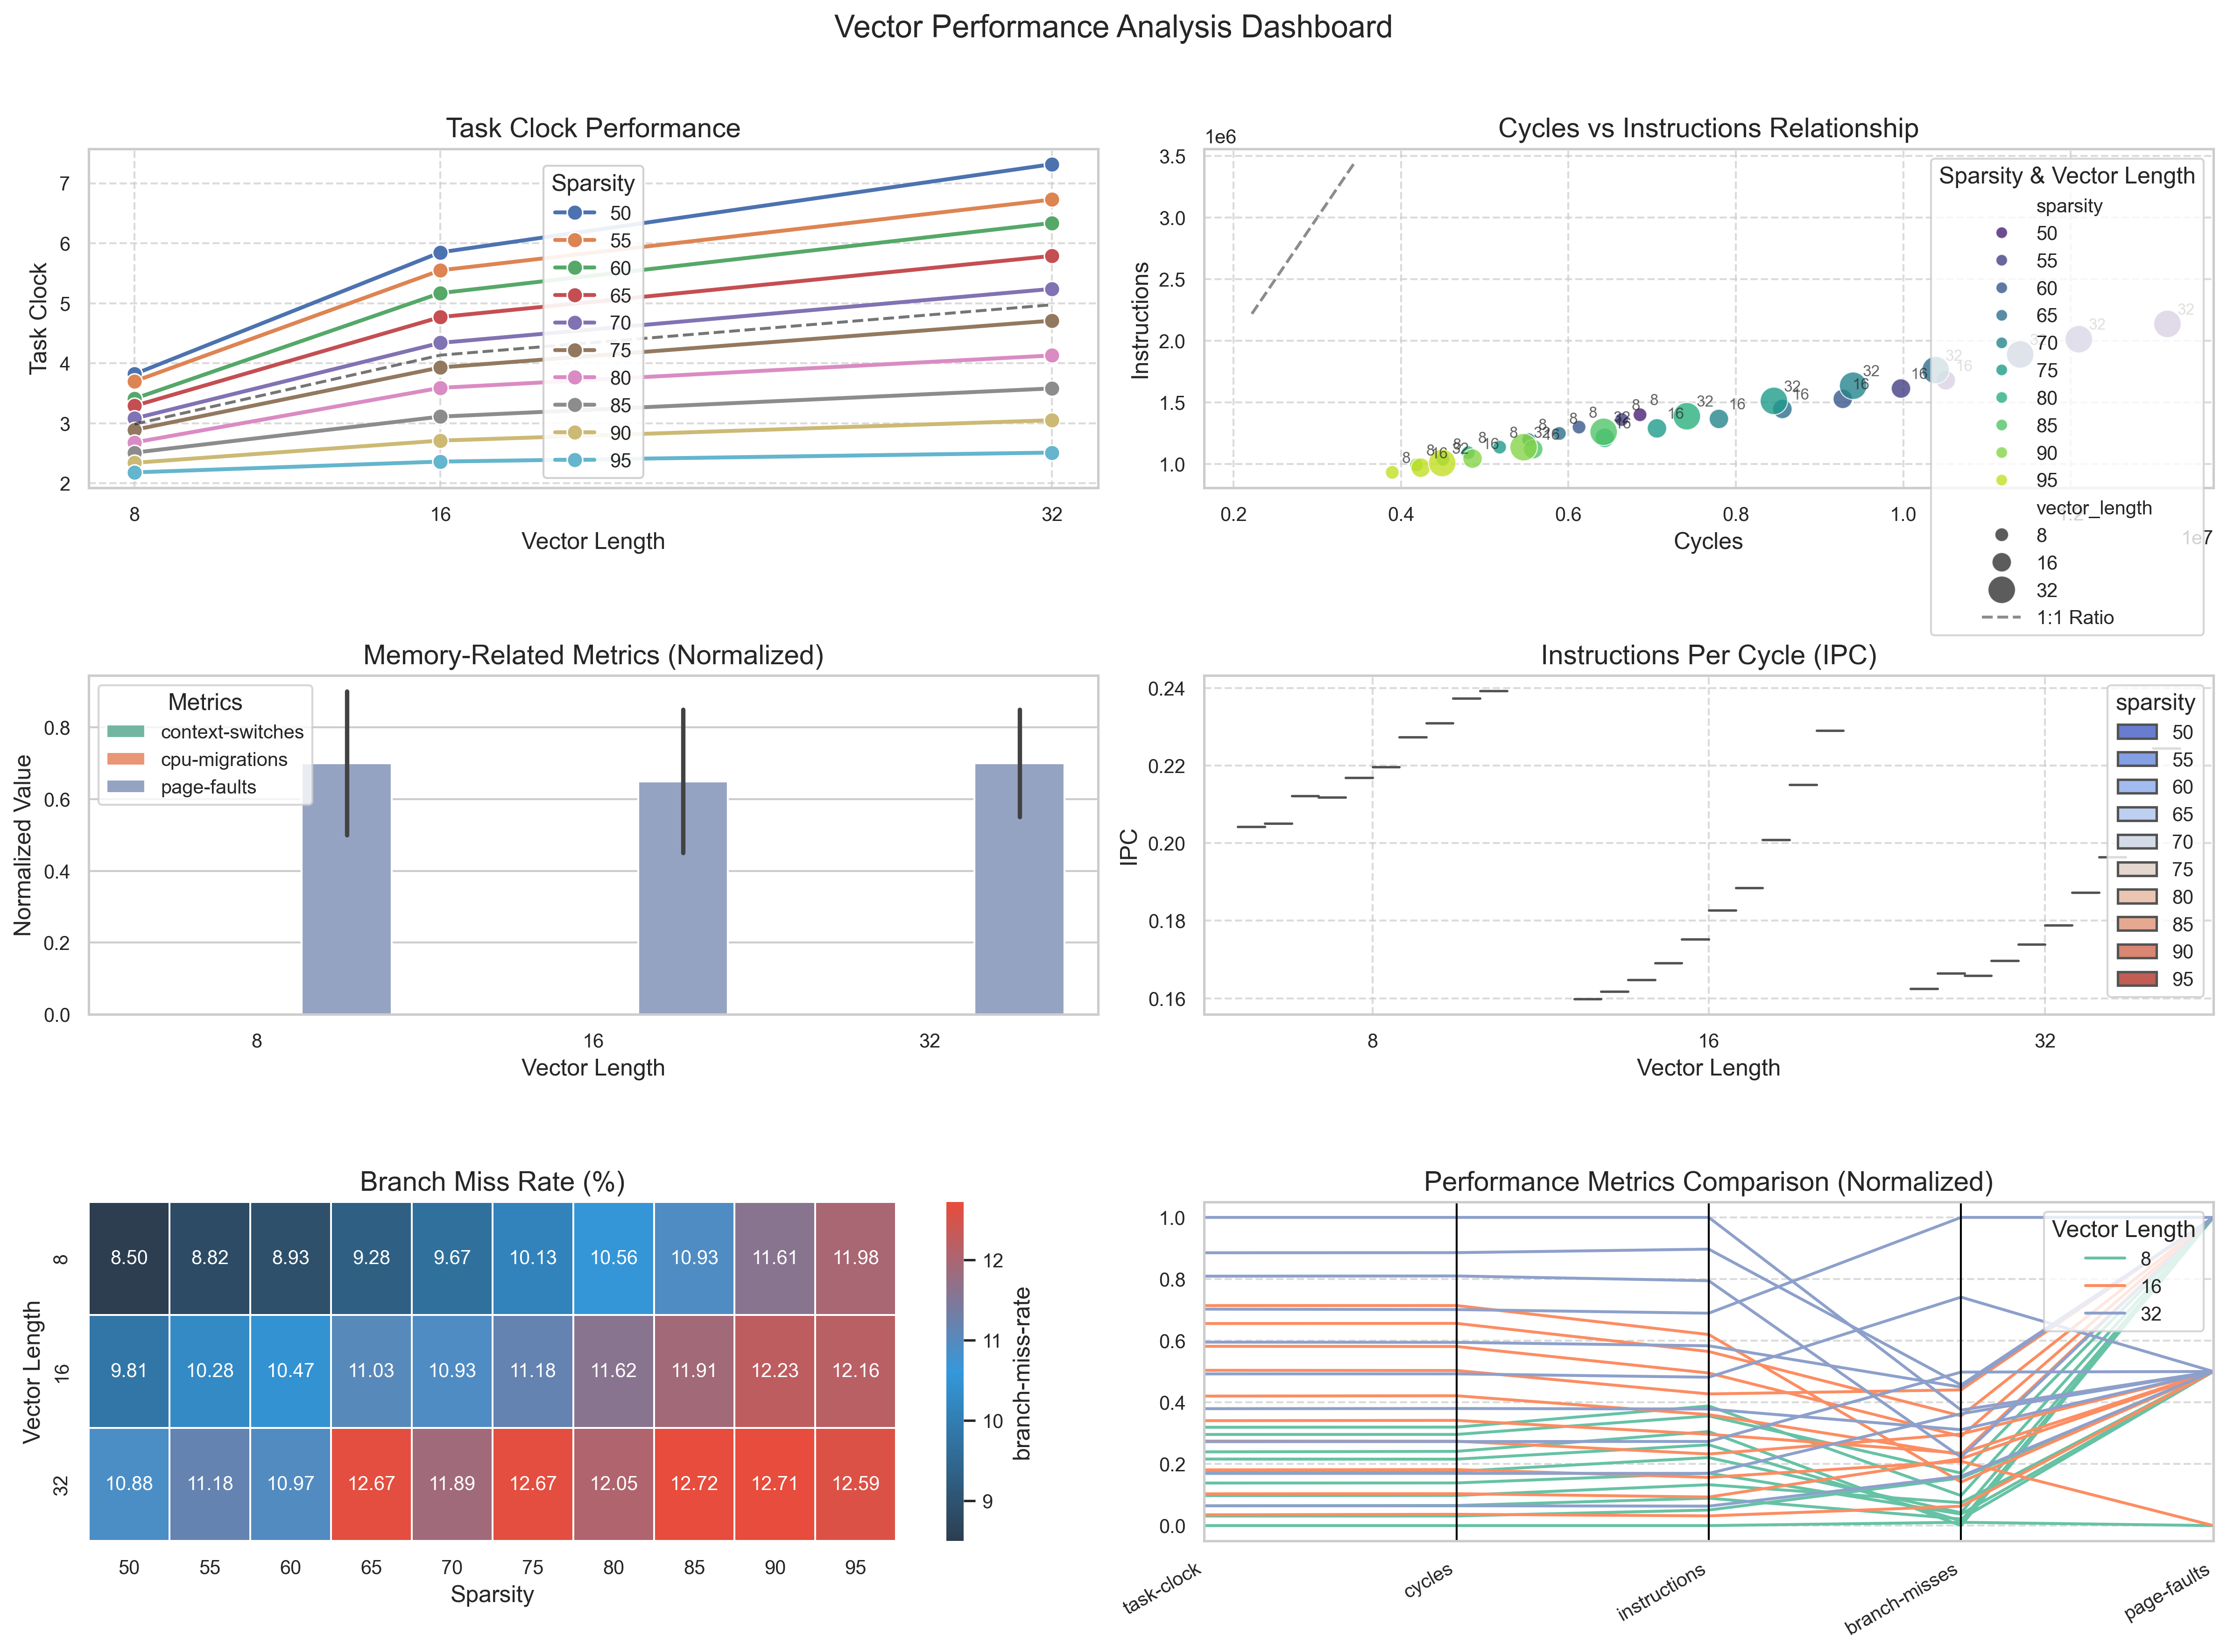 Vector Performance Analysis Dashboard
Task Clock Performance
Task Clock
7
6
5
4
3
2
Sparsity
50
55
60
65
70
75
80
85
90
95
8 16 32
Vector Length
Cycles vs Instructions Relationship
1e6
Instructions
3.5
3.0
2.5
2.0
1.5
1.0
Sparsity & Vector Length
sparsity
50
55
60
65
70
75
80
85
90
95
vector_length
8
16
32
1:1 Ratio
0.2 0.4 0.6 0.8 1.0
1e7
Cycles
Memory-Related Metrics (Normalized)
Normalized Value
0.8
0.6
0.4
0.2
0.0
Metrics
context-switches
cpu-migrations
page-faults
8 16 32
Vector Length
Instructions Per Cycle (IPC)
IPC
0.24
0.22
0.20
0.18
0.16
sparsity
50
55
60
65
70
75
80
85
90
95
8 16 32
Vector Length
Branch Miss Rate (%)
Vector Length
8 8.50 8.82 8.93 9.28 9.67 10.13 10.56 10.93 11.61 11.98
16 9.81 10.28 10.47 11.03 10.93 11.18 11.62 11.91 12.23 12.16
32 10.88 11.18 10.97 12.67 11.89 12.67 12.05 12.72 12.71 12.59
50 55 60 65 70 75 80 85 90 95
Sparsity
12
11
10
9
branch-miss-rate
Performance Metrics Comparison (Normalized)
1.0
0.8
0.6
0.4
0.2
0.0
Vector Length
8
16
32
task-clock cycles instructions branch-misses page-faults